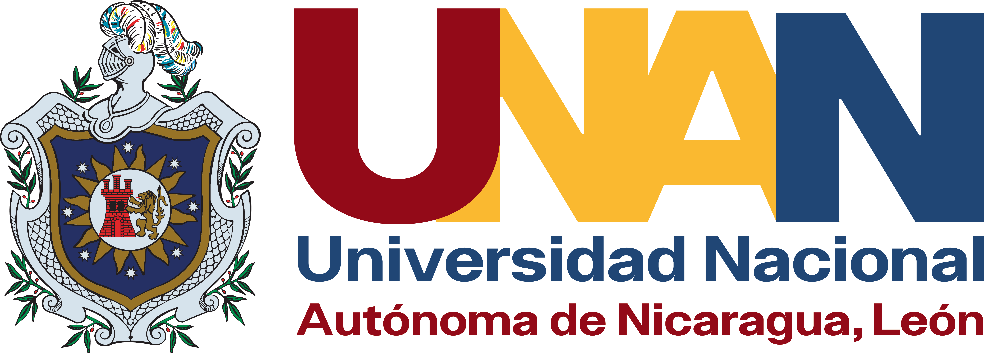 UNAN
Universidad Nacional
Autónoma de Nicaragua, León